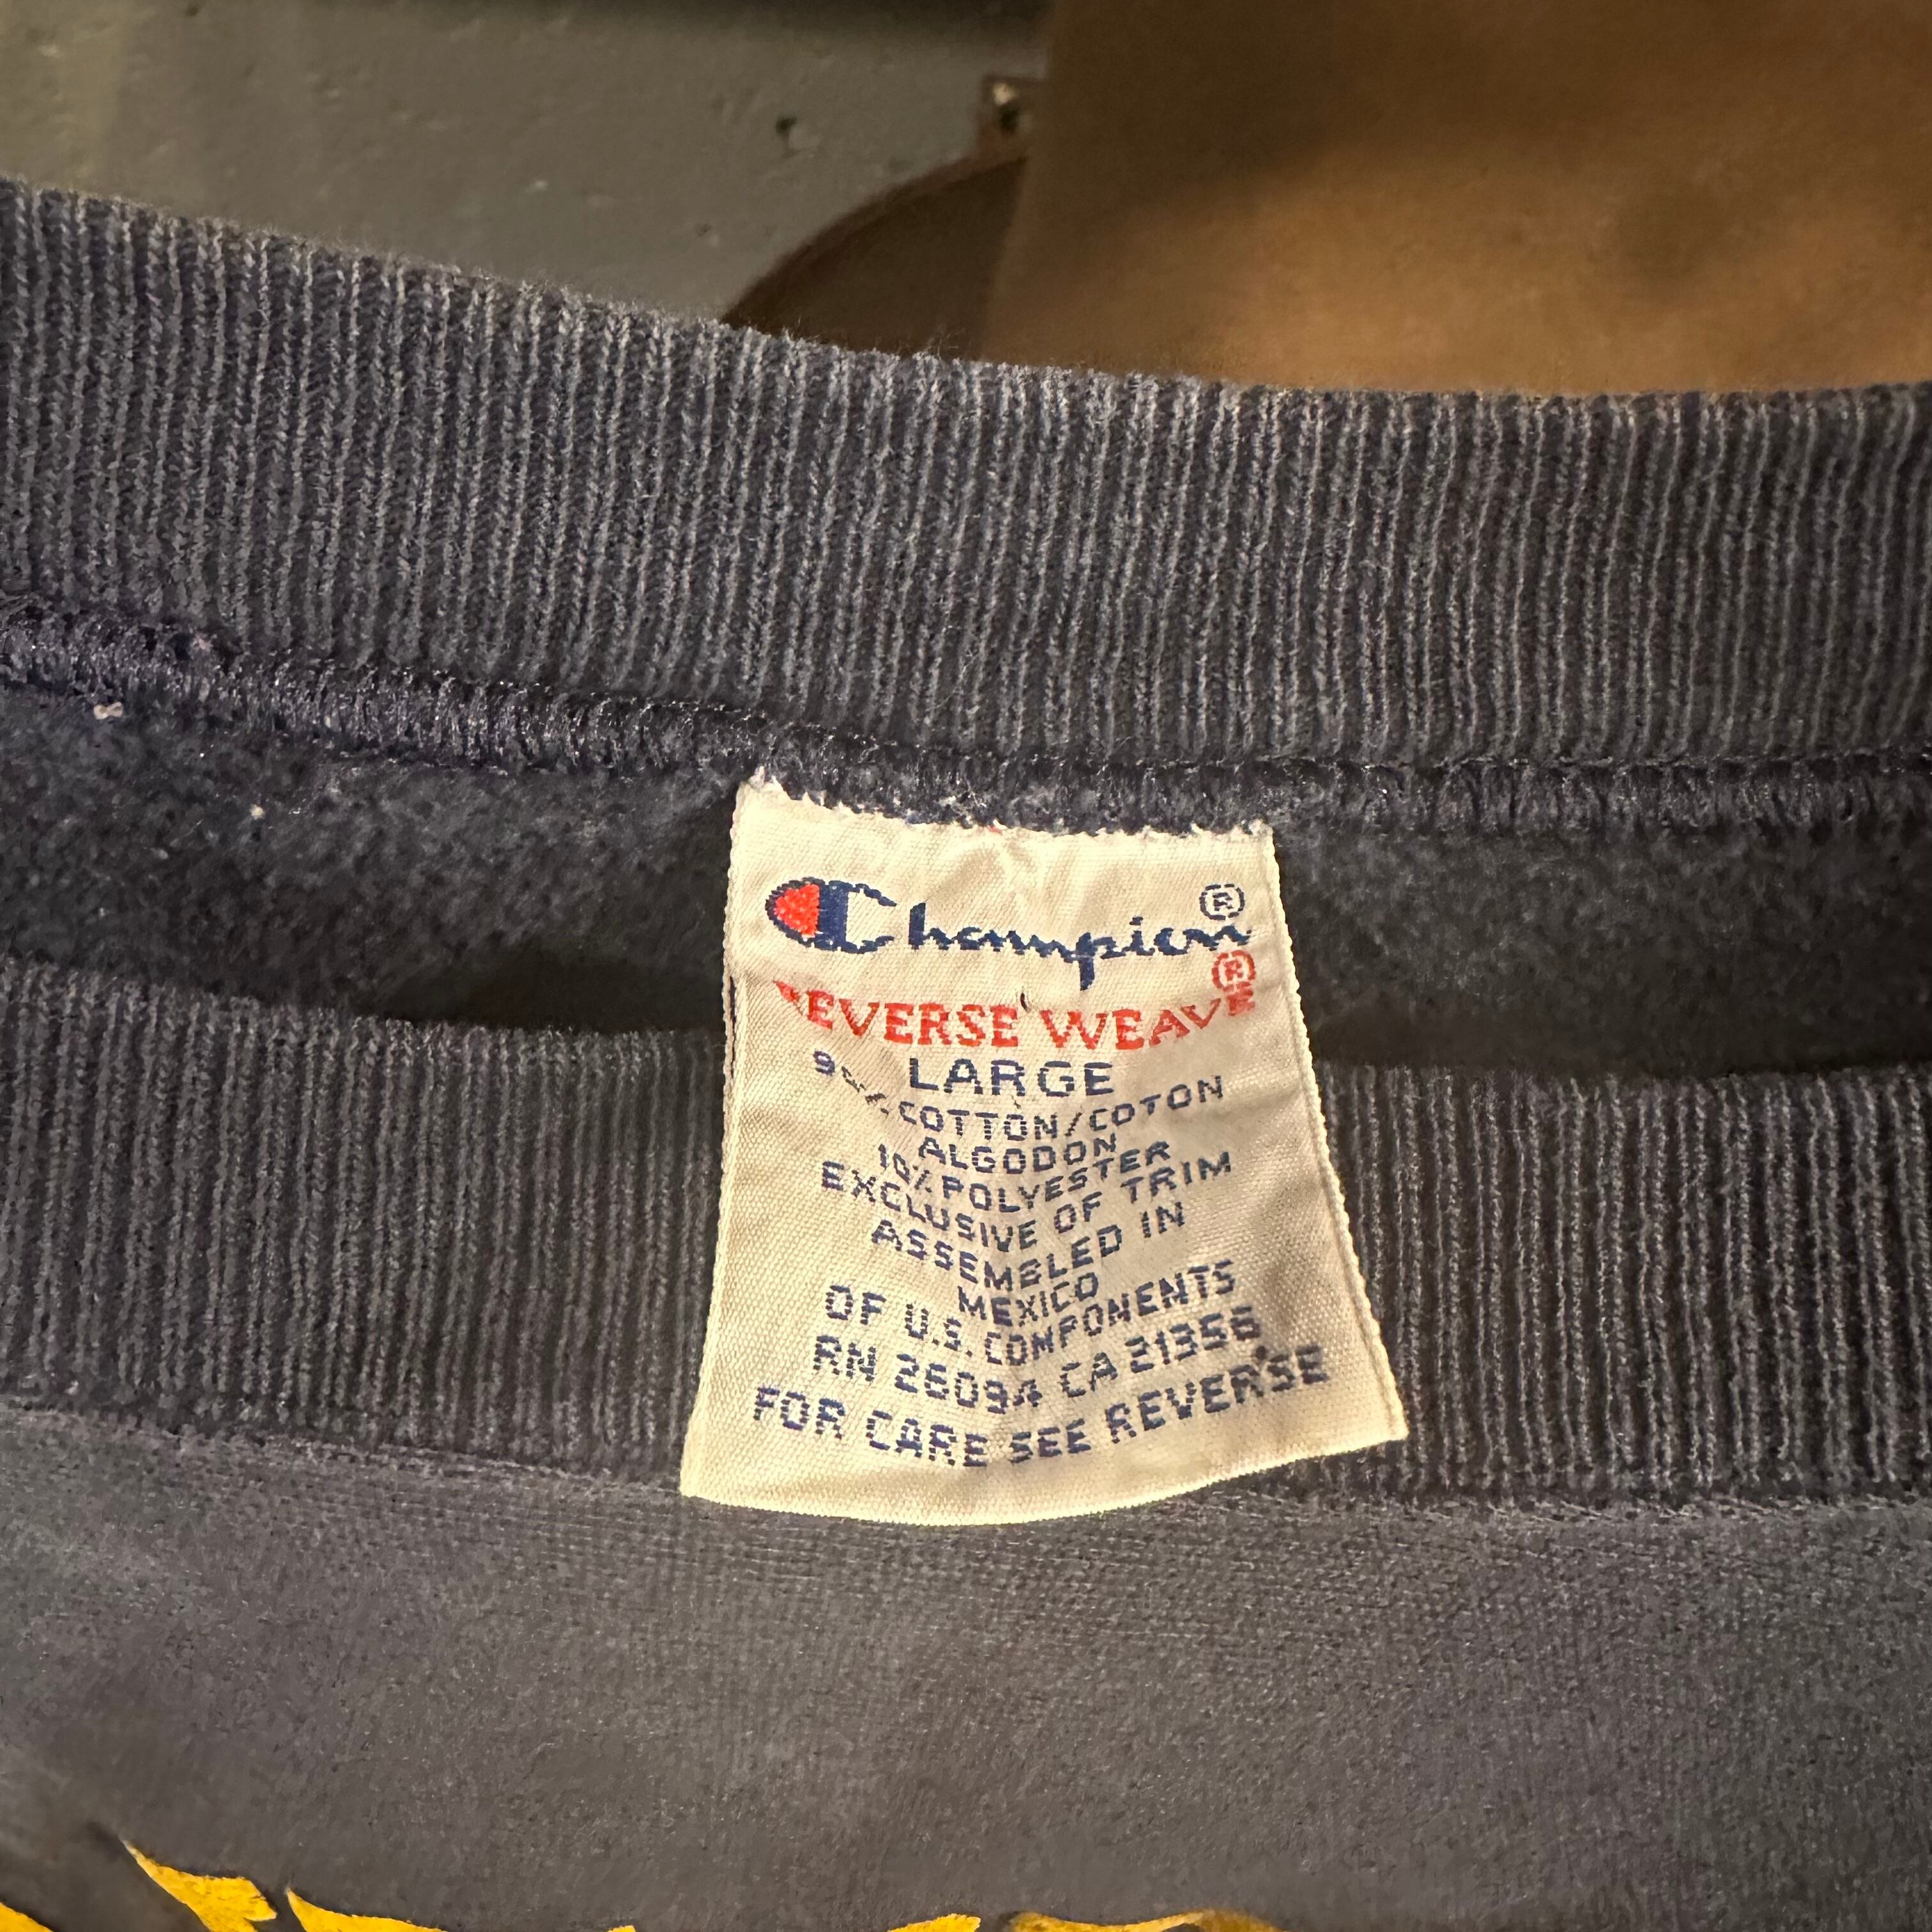 Champion®
REVERSE WEAVE®
LARGE
COTTON/COTON
ALGODON
10% POLYESTER
EXCLUSIVE OF TRIM
ASSEMBLED IN
MEXICO
OF U.S. COMPONENTS
RN 26094 CA 21356
FOR CARE SEE REVERSE